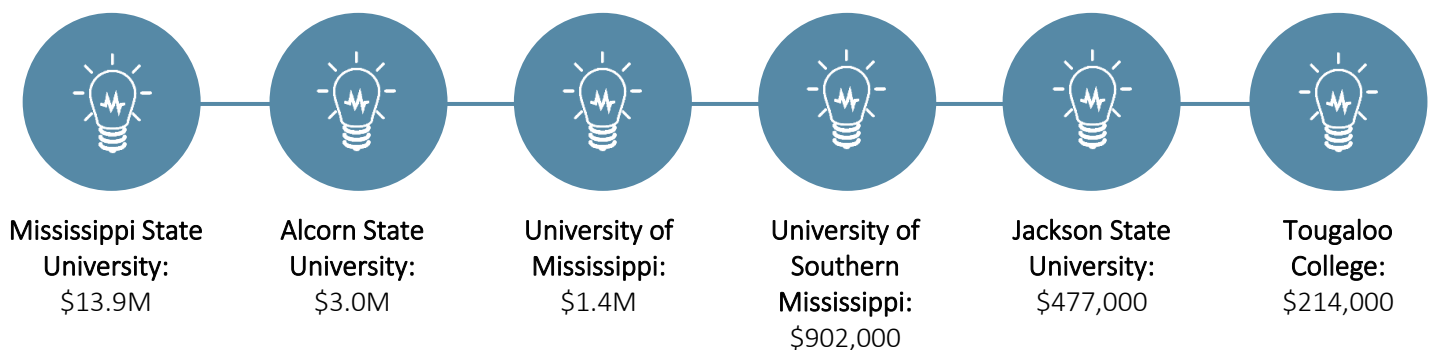 Mississippi State
University:
$13.9M
Alcorn State
University:
$3.0M
University of
Mississippi:
$1.4M
University of
Southern
Mississippi:
$902,000
Jackson State
University:
$477,000
Tougaloo
College:
$214,000